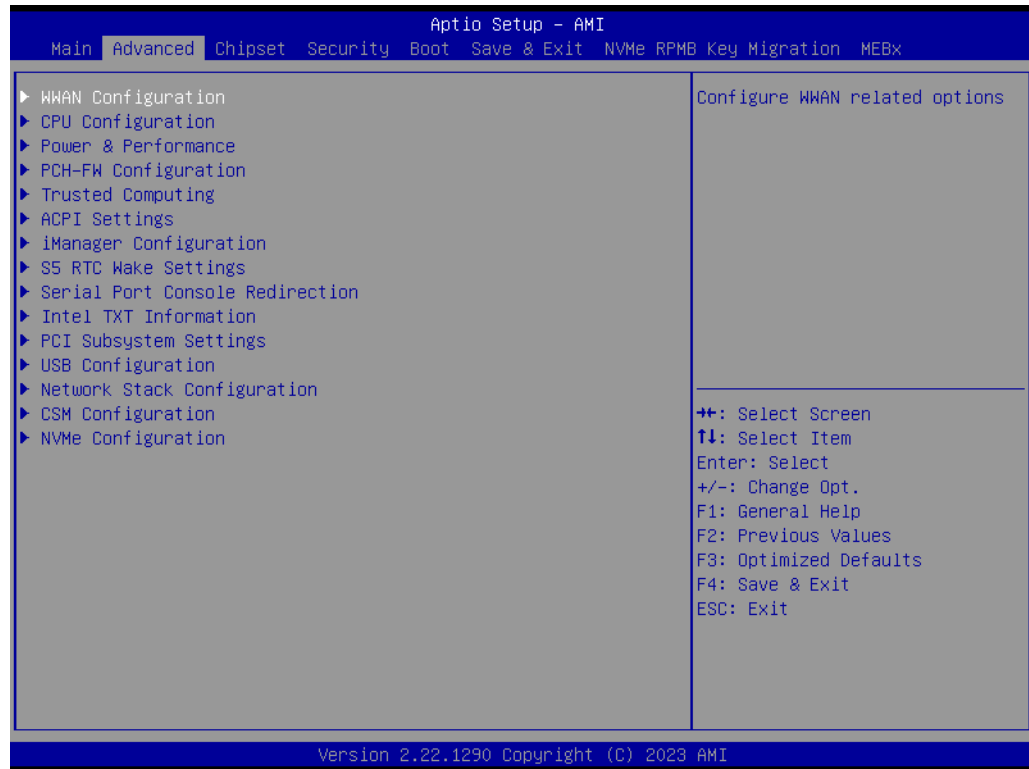 Aptio Setup – AMI
Main Advanced Chipset Security Boot Save & Exit NVMe RPMB Key Migration MEBx
▶ WWAN Configuration
▶ CPU Configuration
▶ Power & Performance
▶ PCH-FW Configuration
▶ Trusted Computing
▶ ACPI Settings
▶ iManager Configuration
▶ S5 RTC Wake Settings
▶ Serial Port Console Redirection
▶ Intel TXT Information
▶ PCI Subsystem Settings
▶ USB Configuration
▶ Network Stack Configuration
▶ CSM Configuration
▶ NVMe Configuration
Configure WWAN related options
→←: Select Screen
↑↓: Select Item
Enter: Select
+/-: Change Opt.
F1: General Help
F2: Previous Values
F3: Optimized Defaults
F4: Save & Exit
ESC: Exit
Version 2.22.1290 Copyright (C) 2023 AMI